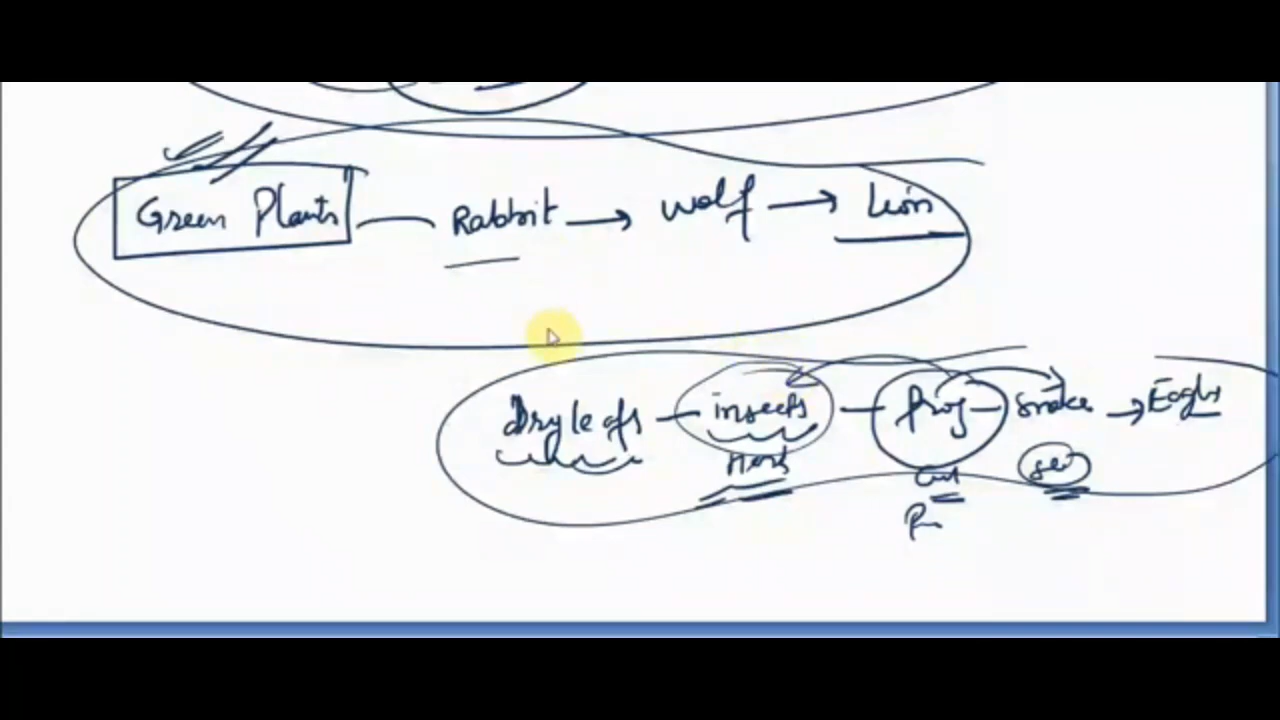 Green Plants — Rabbit → wolf → Lion
Dry leafs — insects — frog — snake → Eagle
Herb